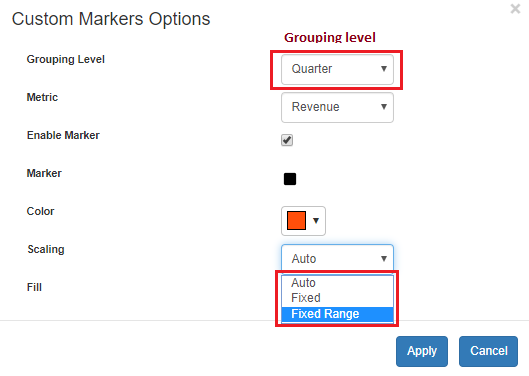 Custom Markers Options
×
Grouping level
Grouping Level
Quarter
Metric
Revenue
Enable Marker
Marker
Color
Scaling
Auto
Fill
Auto
Fixed
Fixed Range
Apply
Cancel